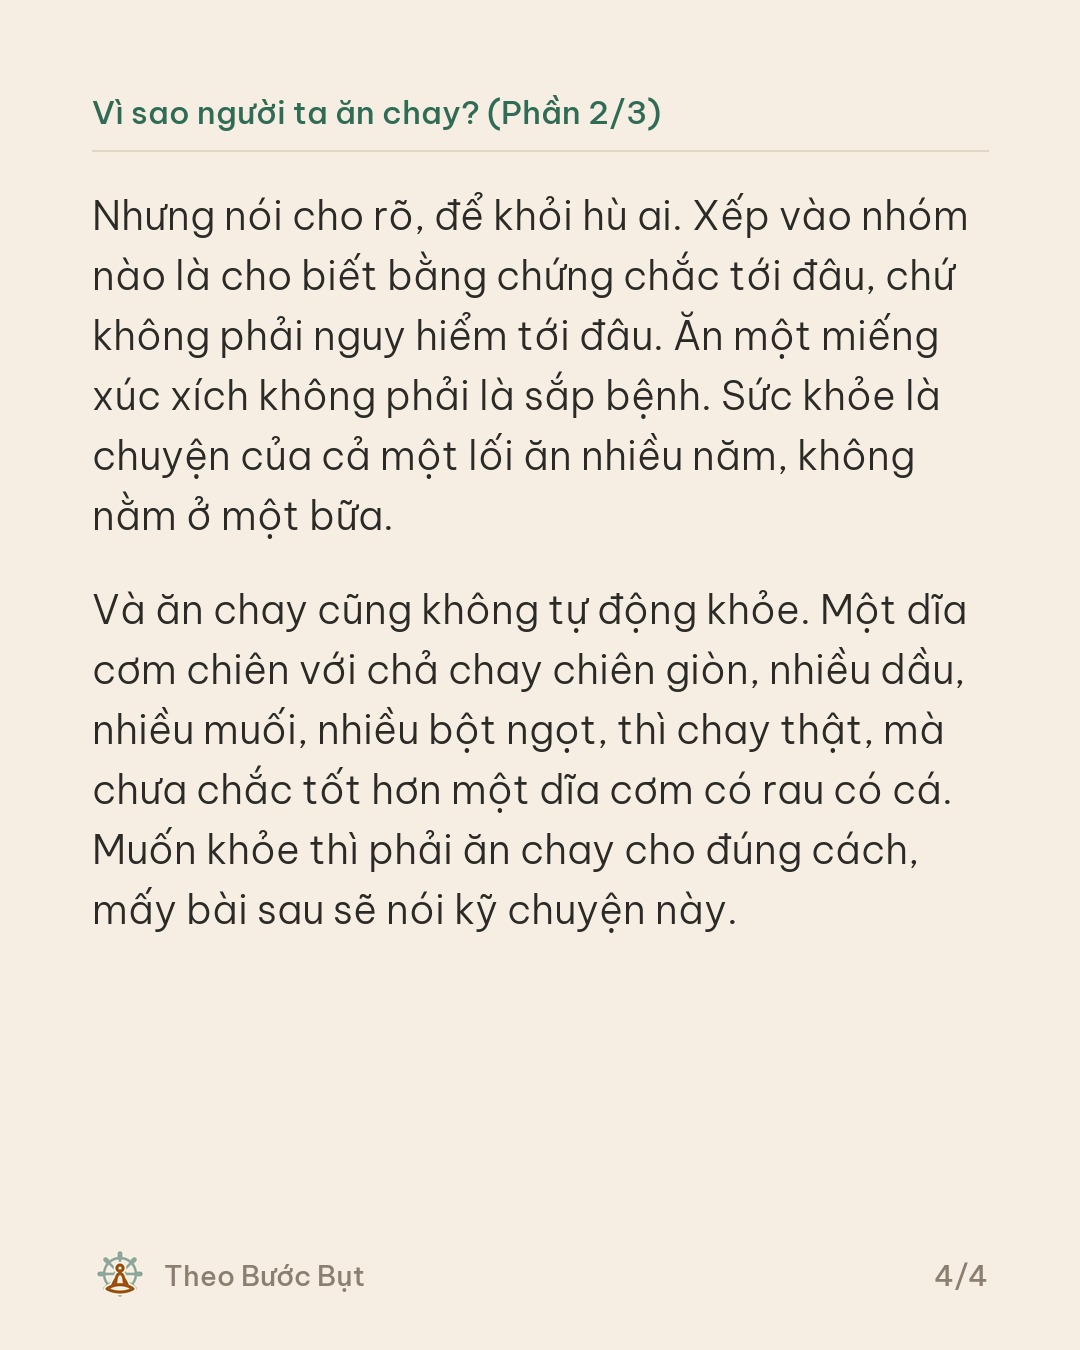 Vì sao người ta ăn chay? (Phần 2/3)
Nhưng nói cho rõ, để khỏi hù ai. Xếp vào nhóm
nào là cho biết bằng chứng chắc tới đâu, chứ
không phải nguy hiểm tới đâu. Ăn một miếng
xúc xích không phải là sắp bệnh. Sức khỏe là
chuyện của cả một lối ăn nhiều năm, không
nằm ở một bữa.
Và ăn chay cũng không tự động khỏe. Một dĩa
cơm chiên với chả chay chiên giòn, nhiều dầu,
nhiều muối, nhiều bột ngọt, thì chay thật, mà
chưa chắc tốt hơn một dĩa cơm có rau có cá.
Muốn khỏe thì phải ăn chay cho đúng cách,
mấy bài sau sẽ nói kỹ chuyện này.
Theo Bước Bụt
4/4